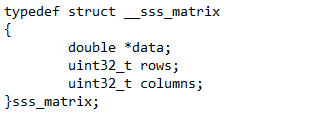 typedef struct __sss_matrix
{
        double *data;
        uint32_t rows;
        uint32_t columns;
}sss_matrix;